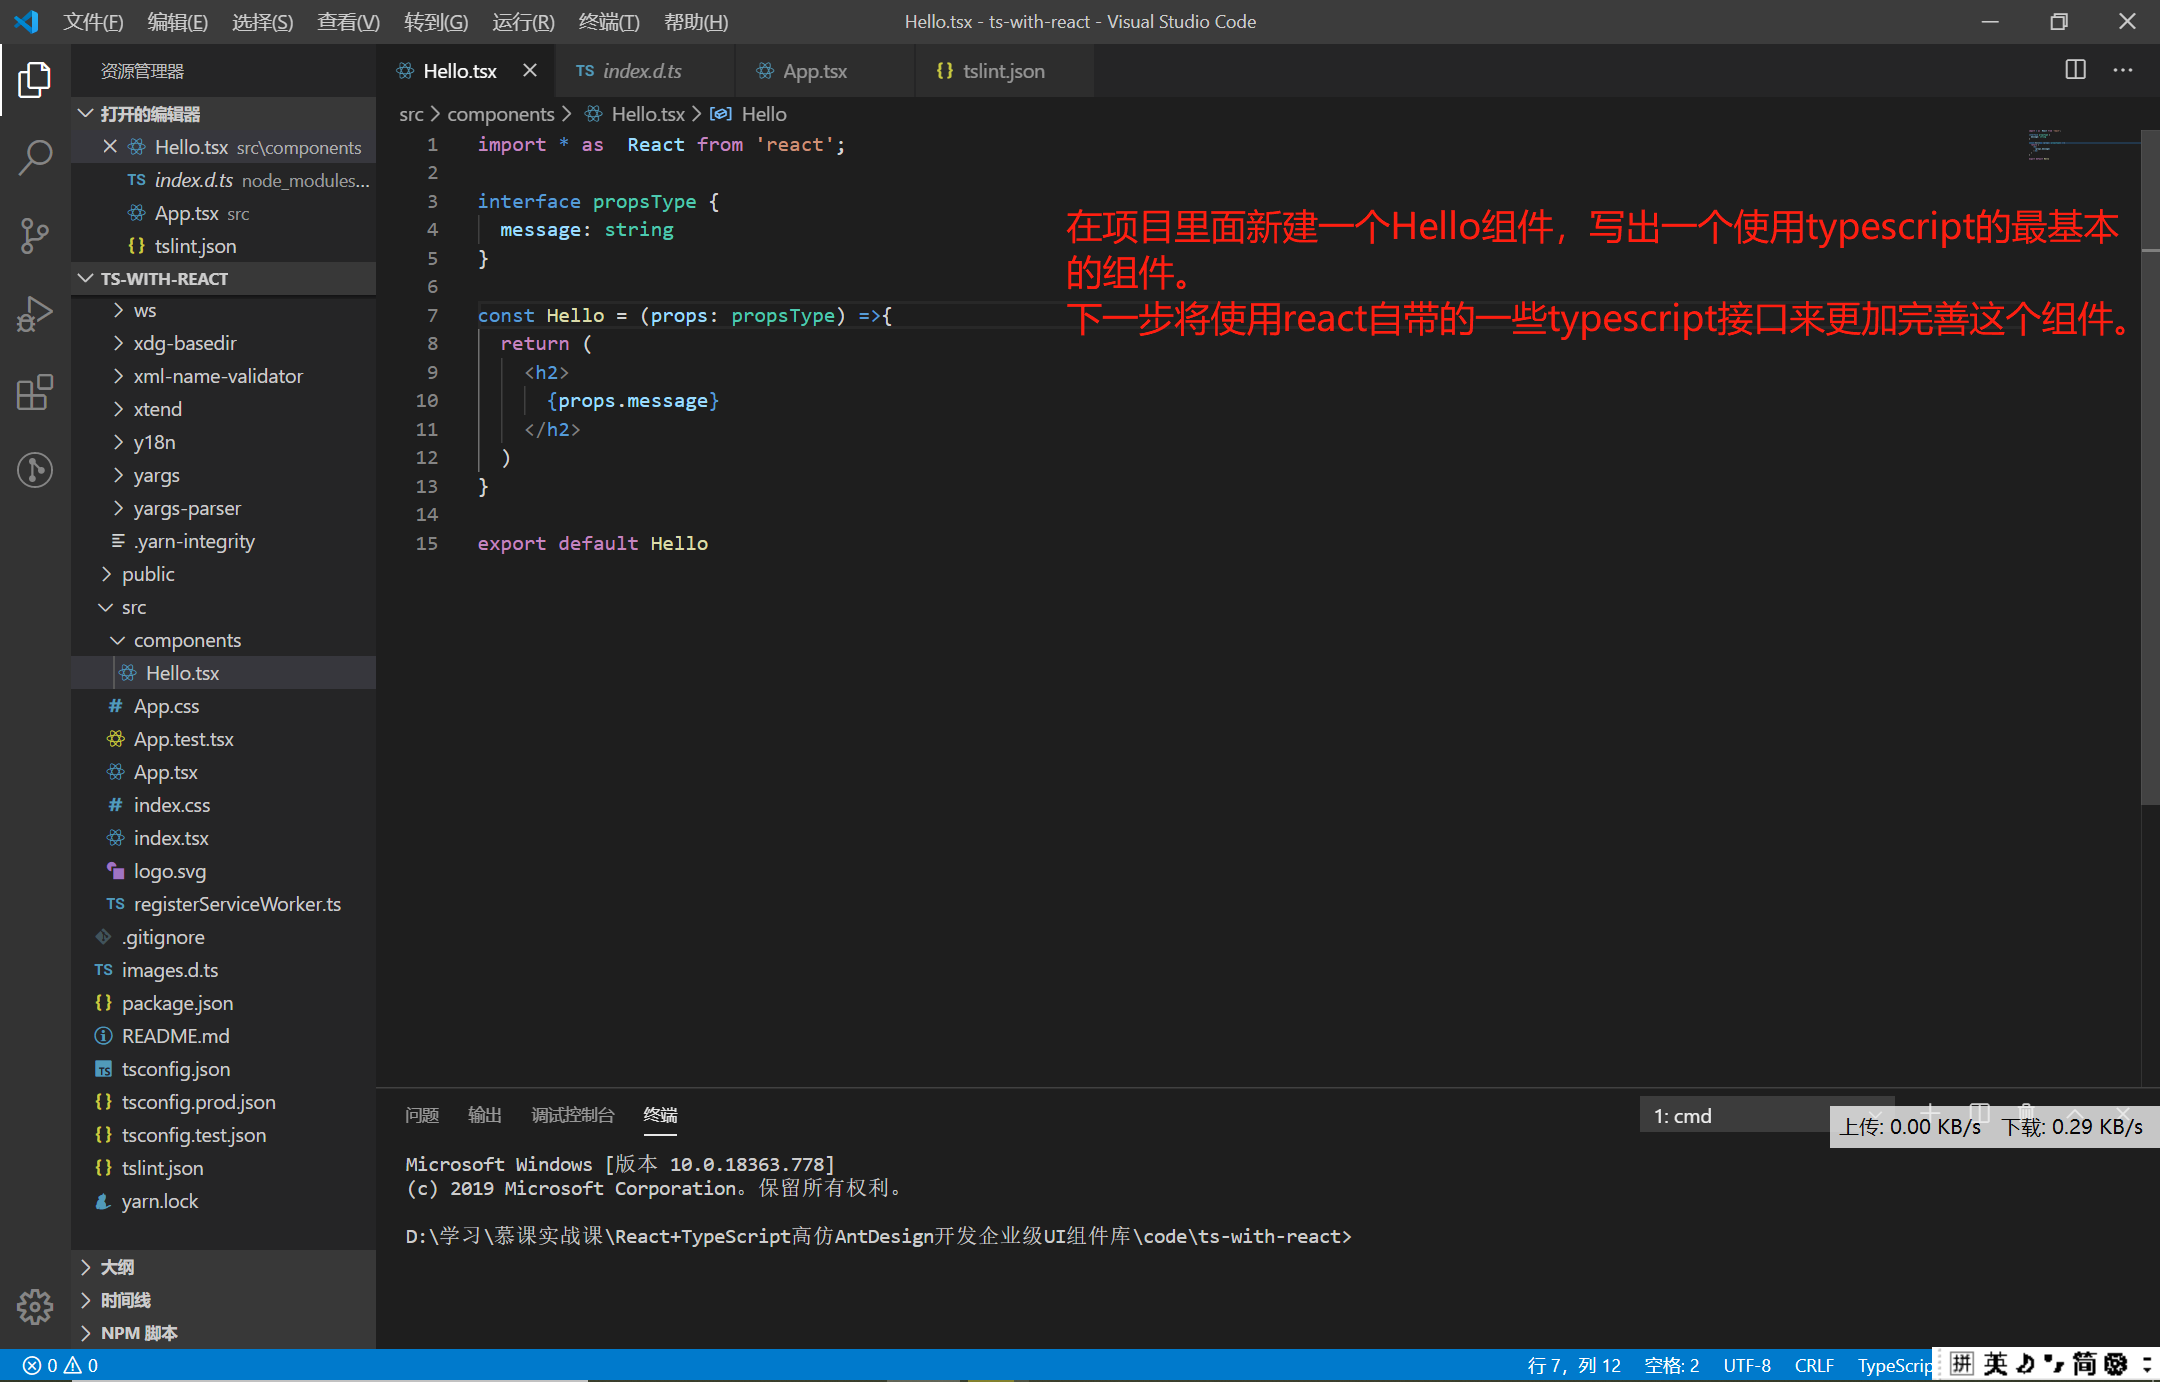 文件(F) 编辑(E) 选择(S) 查看(V) 转到(G) 运行(R) 终端(T) 帮助(H) Hello.tsx - ts-with-react - Visual Studio Code
资源管理器
打开的编辑器
Hello.tsx src\components
TS index.d.ts node_modules...
App.tsx src
{} tslint.json
TS-WITH-REACT
ws
xdg-basedir
xml-name-validator
xtend
y18n
yargs
yargs-parser
.yarn-integrity
public
src
components
Hello.tsx
# App.css
App.test.tsx
App.tsx
# index.css
index.tsx
logo.svg
TS registerServiceWorker.ts
.gitignore
TS images.d.ts
{} package.json
README.md
TS tsconfig.json
{} tsconfig.prod.json
{} tsconfig.test.json
{} tslint.json
yarn.lock
大纲
时间线
NPM 脚本
Hello.tsx TS index.d.ts App.tsx {} tslint.json
src > components > Hello.tsx > Hello
1 import * as  React from 'react';
2
3 interface propsType {
4   message: string
5 }
6
7 const Hello = (props: propsType) =>{
8   return (
9     <h2>
10       {props.message}
11     </h2>
12   )
13 }
14
15 export default Hello
在项目里面新建一个Hello组件，写出一个使用typescript的最基本
的组件。
下一步将使用react自带的一些typescript接口来更加完善这个组件。
问题 输出 调试控制台 终端 1: cmd
上传: 0.00 KB/s 下载: 0.29 KB/s
Microsoft Windows [版本 10.0.18363.778]
(c) 2019 Microsoft Corporation。保留所有权利。
D:\学习\慕课实战课\React+TypeScript高仿AntDesign开发企业级UI组件库\code\ts-with-react>
0 0 行 7，列 12 空格: 2 UTF-8 CRLF TypeScrip
拼 英 简